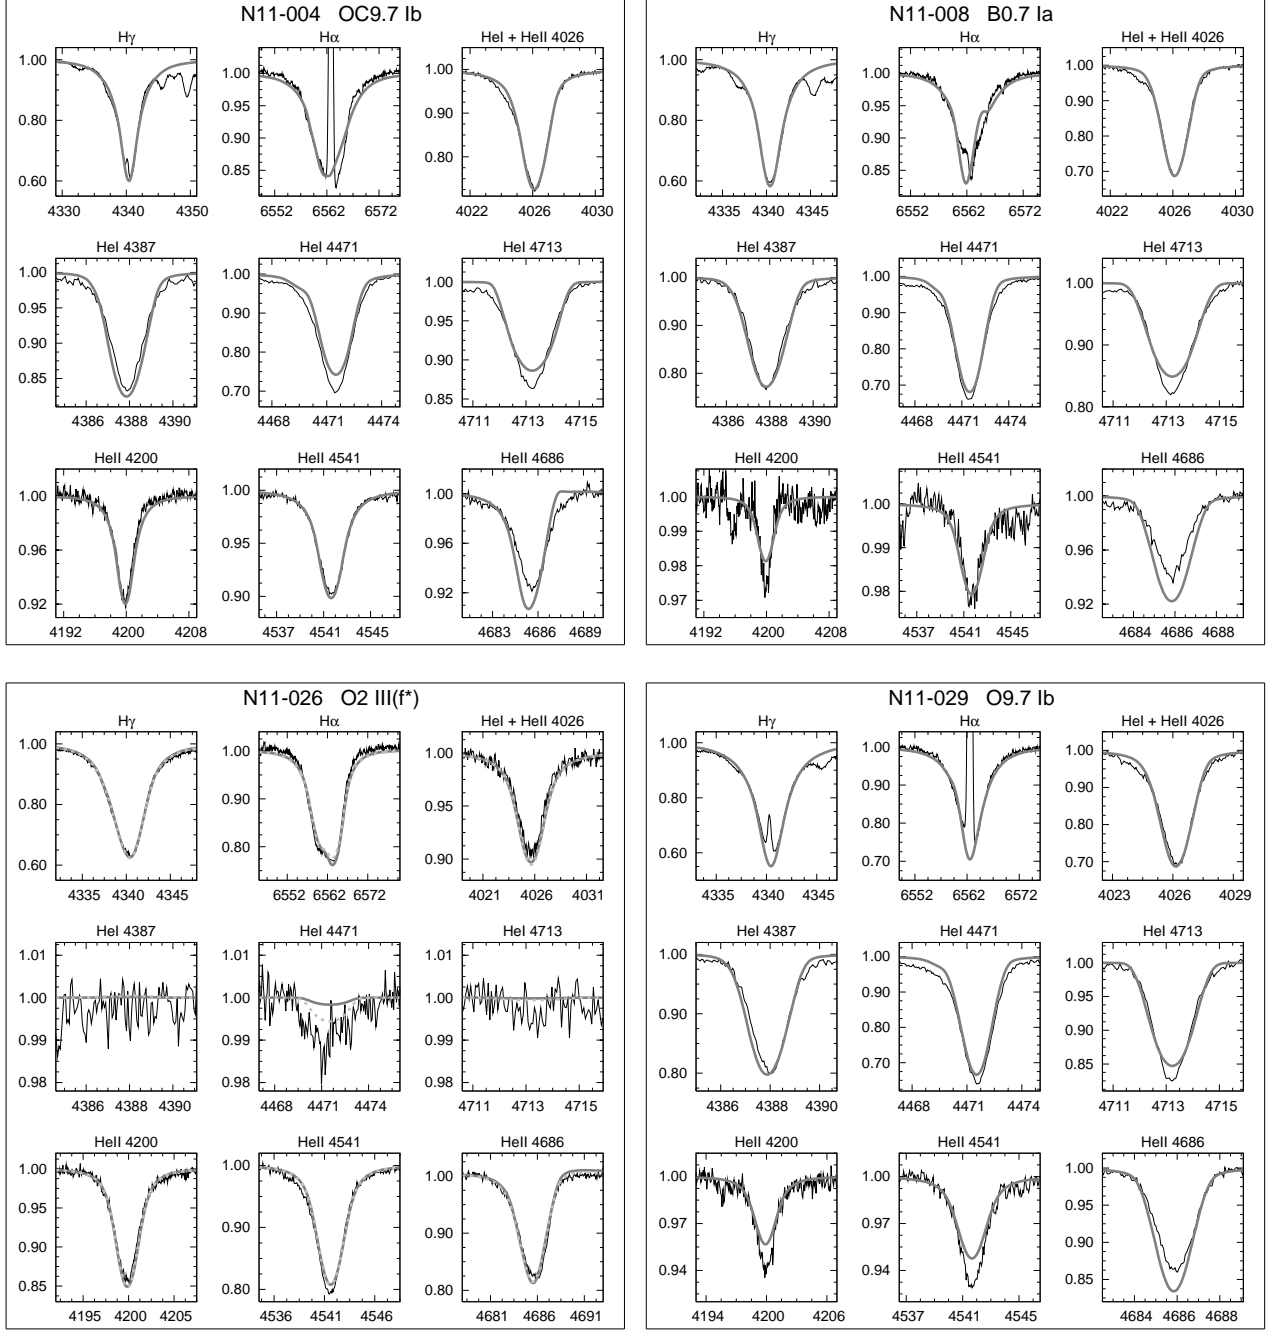 N11-004 OC9.7 Ib
Hγ Hα HeI + HeII 4026
1.00 0.80 0.60 4330 4340 4350
1.00 0.95 0.90 0.85 6552 6562 6572
1.00 0.90 0.80 4022 4026 4030
HeI 4387 HeI 4471 HeI 4713
1.00 0.95 0.90 0.85 4386 4388 4390
1.00 0.90 0.80 0.70 4468 4471 4474
1.00 0.95 0.90 0.85 4711 4713 4715
HeII 4200 HeII 4541 HeII 4686
1.00 0.96 0.92 4192 4200 4208
1.00 0.95 0.90 4537 4541 4545
1.00 0.96 0.92 4683 4686 4689
N11-008 B0.7 Ia
Hγ Hα HeI + HeII 4026
1.00 0.80 0.60 4335 4340 4345
1.00 0.95 0.90 0.85 6552 6562 6572
1.00 0.90 0.80 0.70 4022 4026 4030
HeI 4387 HeI 4471 HeI 4713
1.00 0.90 0.80 4386 4388 4390
1.00 0.90 0.80 0.70 4468 4471 4474
1.00 0.90 0.80 4711 4713 4715
HeII 4200 HeII 4541 HeII 4686
1.00 0.99 0.98 0.97 4192 4200 4208
1.00 0.99 0.98 4537 4541 4545
1.00 0.96 0.92 4684 4686 4688
N11-026 O2 III(f*)
Hγ Hα HeI + HeII 4026
1.00 0.80 0.60 4335 4340 4345
1.00 0.90 0.80 6552 6562 6572
1.00 0.95 0.90 4021 4026 4031
HeI 4387 HeI 4471 HeI 4713
1.01 1.00 0.99 0.98 4386 4388 4390
1.01 1.00 0.99 0.98 4468 4471 4474
1.01 1.00 0.99 0.98 4711 4713 4715
HeII 4200 HeII 4541 HeII 4686
1.00 0.95 0.90 0.85 4195 4200 4205
1.00 0.90 0.80 4536 4541 4546
1.00 0.90 0.80 4681 4686 4691
N11-029 O9.7 Ib
Hγ Hα HeI + HeII 4026
1.00 0.80 0.60 4335 4340 4345
1.00 0.90 0.80 0.70 6552 6562 6572
1.00 0.90 0.80 0.70 4023 4026 4029
HeI 4387 HeI 4471 HeI 4713
1.00 0.90 0.80 4386 4388 4390
1.00 0.90 0.80 0.70 4468 4471 4474
1.00 0.95 0.90 0.85 4711 4713 4715
HeII 4200 HeII 4541 HeII 4686
1.00 0.97 0.94 4194 4200 4206
1.00 0.97 0.94 4537 4541 4545
1.00 0.95 0.90 0.85 4684 4686 4688